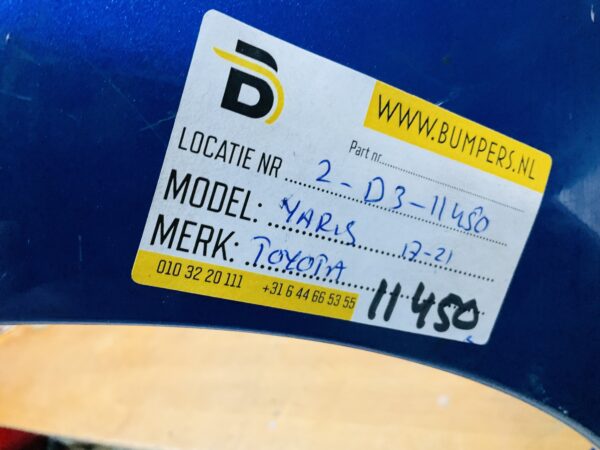 D
WWW.BUMPERS.NL
Part nr.
LOCATIE NR 2-D3-11450
MODEL: YARIS 17-21
MERK: TOYOTA
010 32 20 111 +31 6 44 66 53 55
11450